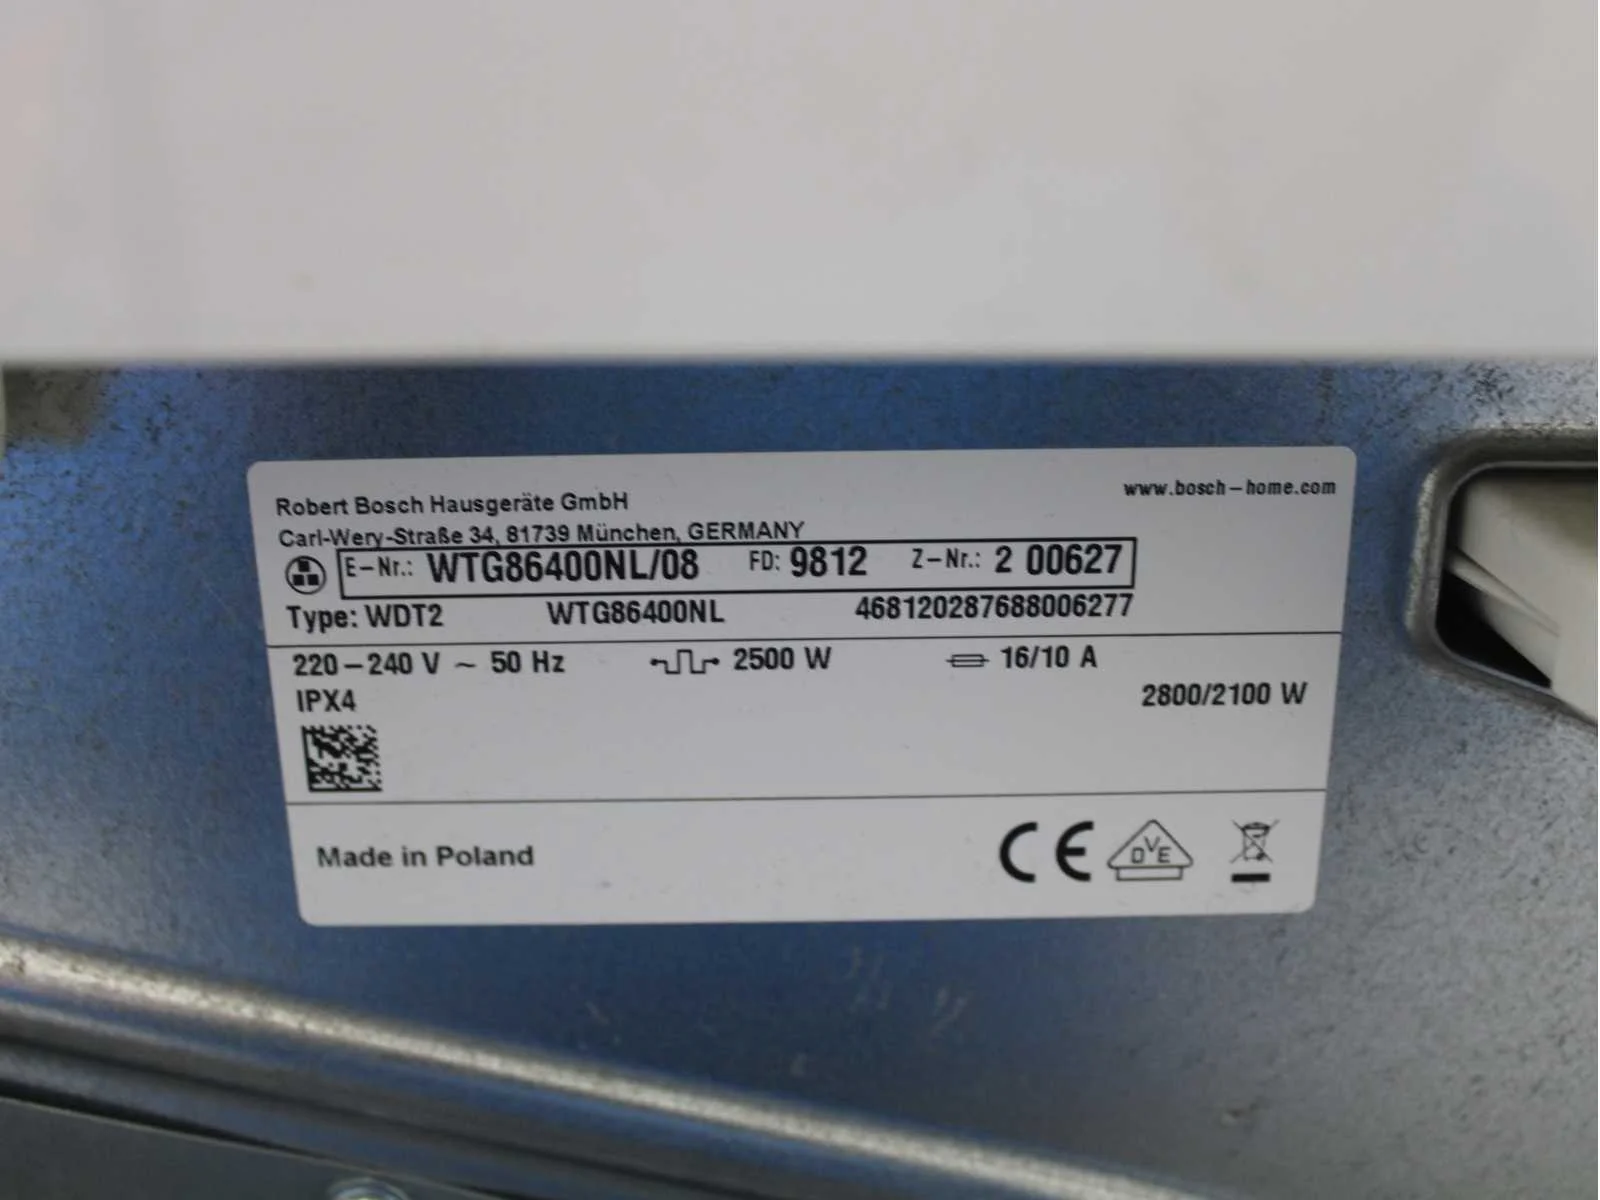 Robert Bosch Hausgeräte GmbH
www.bosch-home.com
Carl-Wery-Straße 34, 81739 München, GERMANY
E-Nr.: WTG86400NL/08 FD: 9812 Z-Nr.: 2 00627
Type: WDT2 WTG86400NL 468120287688006277
220-240 V ~ 50 Hz 2500 W 16/10 A
IPX4 2800/2100 W
Made in Poland CE DVE